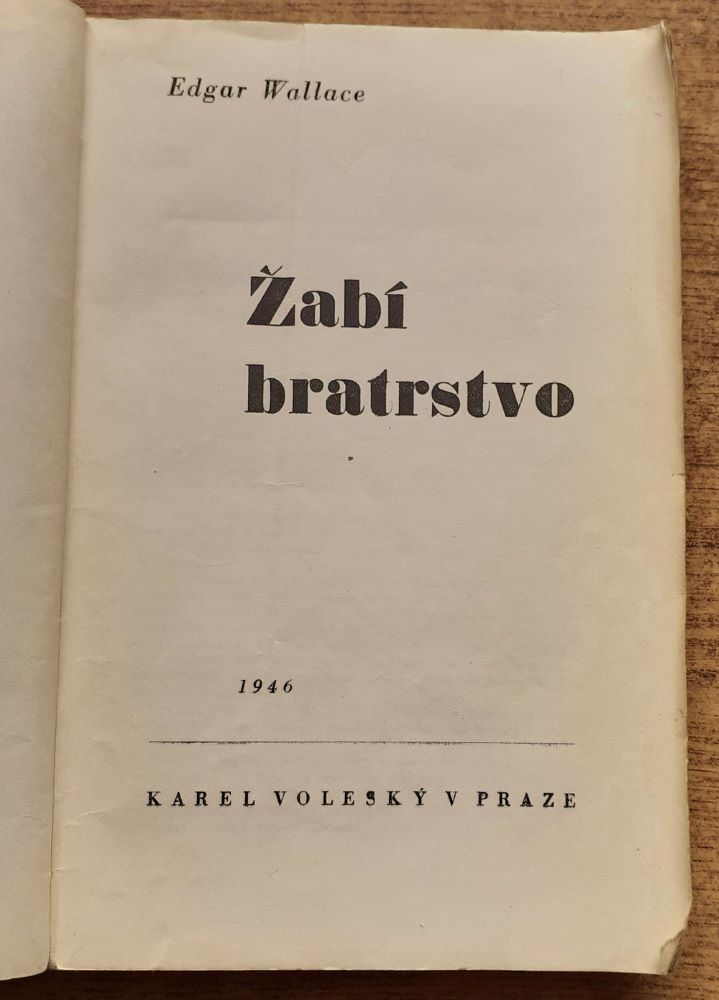 Edgar Wallace
Žabí
bratrstvo
1946
KAREL VOLESKÝ V PRAZE